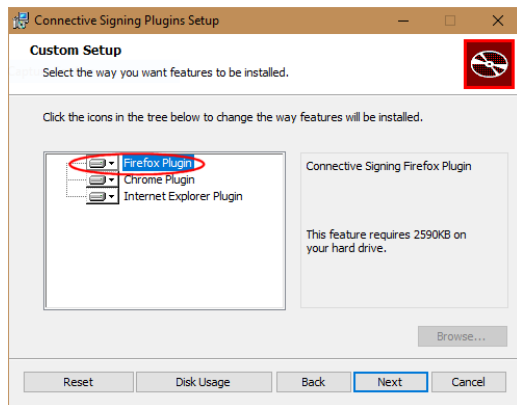 Connective Signing Plugins Setup
Custom Setup
Select the way you want features to be installed.
Click the icons in the tree below to change the way features will be installed.
Firefox Plugin
Chrome Plugin
Internet Explorer Plugin
Connective Signing Firefox Plugin
This feature requires 2590KB on
your hard drive.
Browse...
Reset
Disk Usage
Back
Next
Cancel